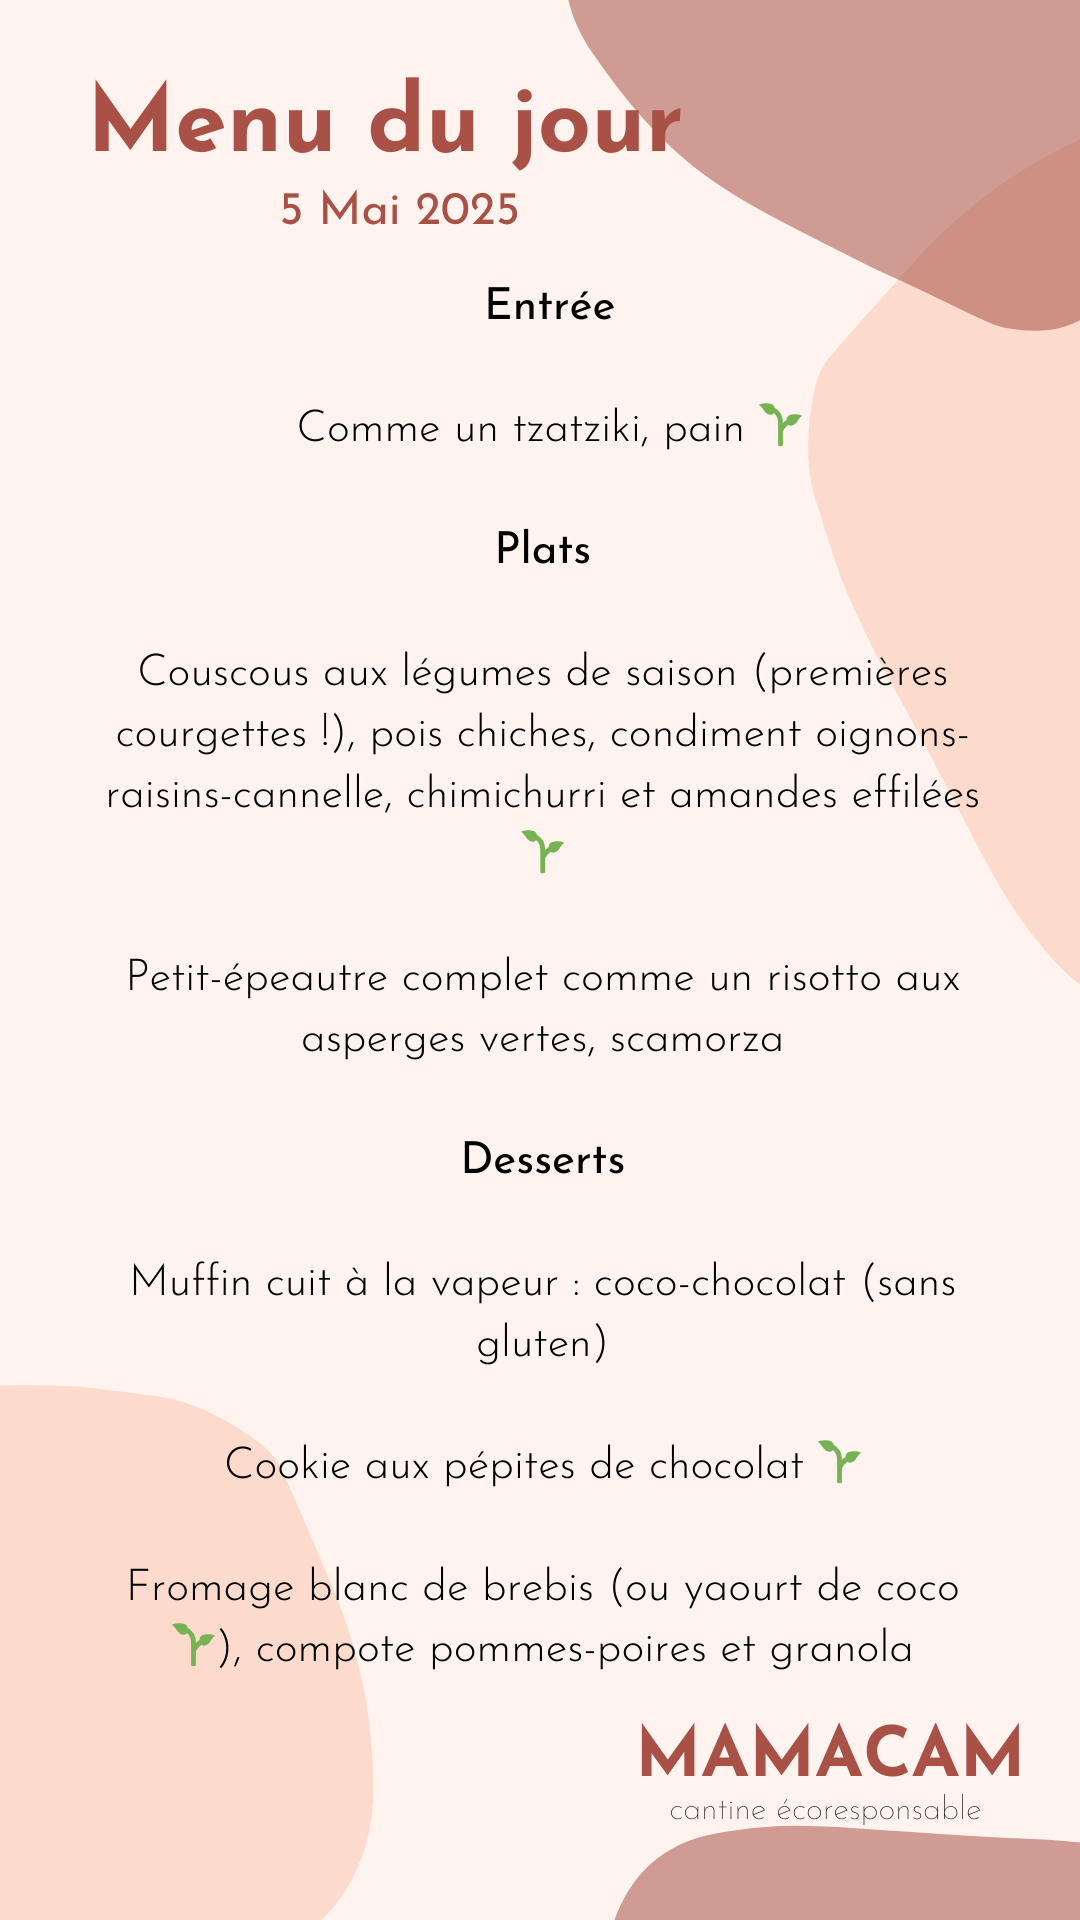 Menu du jour
5 Mai 2025
Entrée
Comme un tzatziki, pain 🌱
Plats
Couscous aux légumes de saison (premières
courgettes !), pois chiches, condiment oignons-
raisins-cannelle, chimichurri et amandes effilées
🌱
Petit-épeautre complet comme un risotto aux
asperges vertes, scamorza
Desserts
Muffin cuit à la vapeur : coco-chocolat (sans
gluten)
Cookie aux pépites de chocolat 🌱
Fromage blanc de brebis (ou yaourt de coco
🌱), compote pommes-poires et granola
MAMACAM
cantine écoresponsable